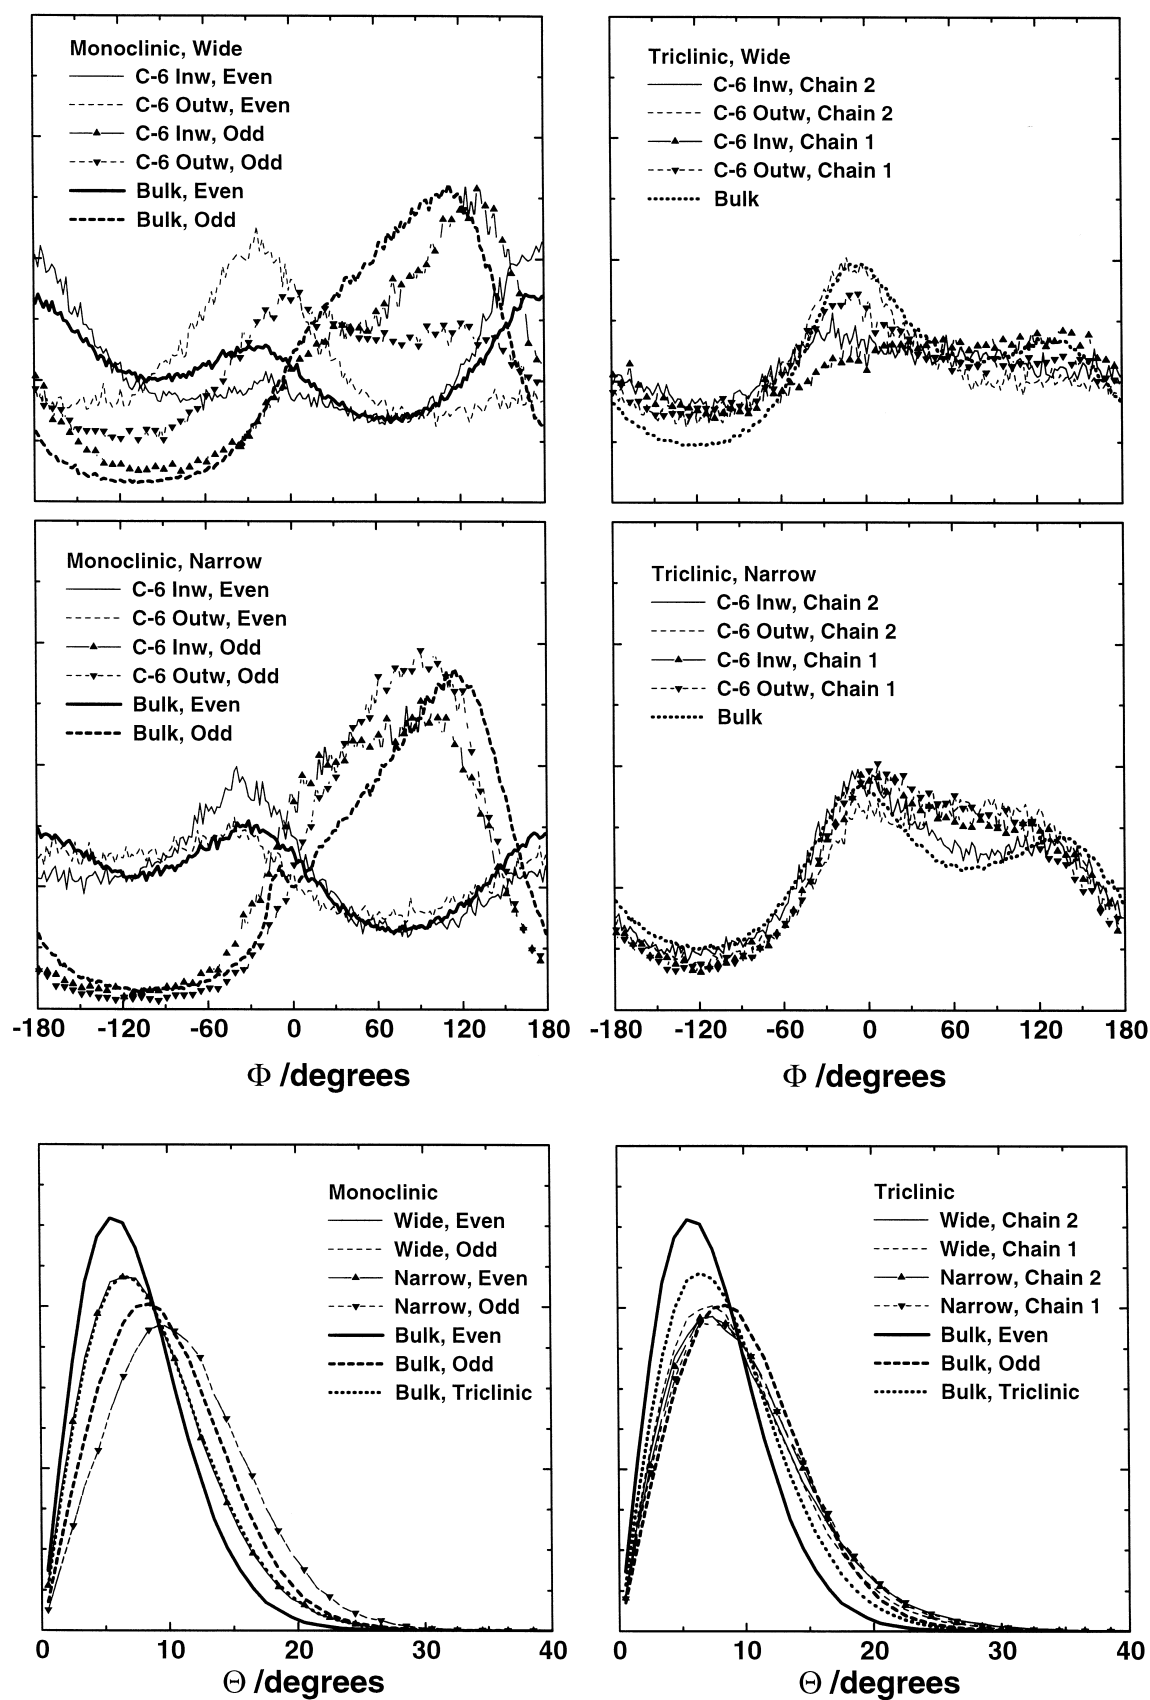 Monoclinic, Wide
C-6 Inw, Even
C-6 Outw, Even
C-6 Inw, Odd
C-6 Outw, Odd
Bulk, Even
Bulk, Odd
Triclinic, Wide
C-6 Inw, Chain 2
C-6 Outw, Chain 2
C-6 Inw, Chain 1
C-6 Outw, Chain 1
Bulk
Monoclinic, Narrow
C-6 Inw, Even
C-6 Outw, Even
C-6 Inw, Odd
C-6 Outw, Odd
Bulk, Even
Bulk, Odd
-180 -120 -60 0 60 120 180
Φ /degrees
Triclinic, Narrow
C-6 Inw, Chain 2
C-6 Outw, Chain 2
C-6 Inw, Chain 1
C-6 Outw, Chain 1
Bulk
-180 -120 -60 0 60 120 180
Φ /degrees
Monoclinic
Wide, Even
Wide, Odd
Narrow, Even
Narrow, Odd
Bulk, Even
Bulk, Odd
Bulk, Triclinic
0 10 20 30 40
Θ /degrees
Triclinic
Wide, Chain 2
Wide, Chain 1
Narrow, Chain 2
Narrow, Chain 1
Bulk, Even
Bulk, Odd
Bulk, Triclinic
0 10 20 30 40
Θ /degrees